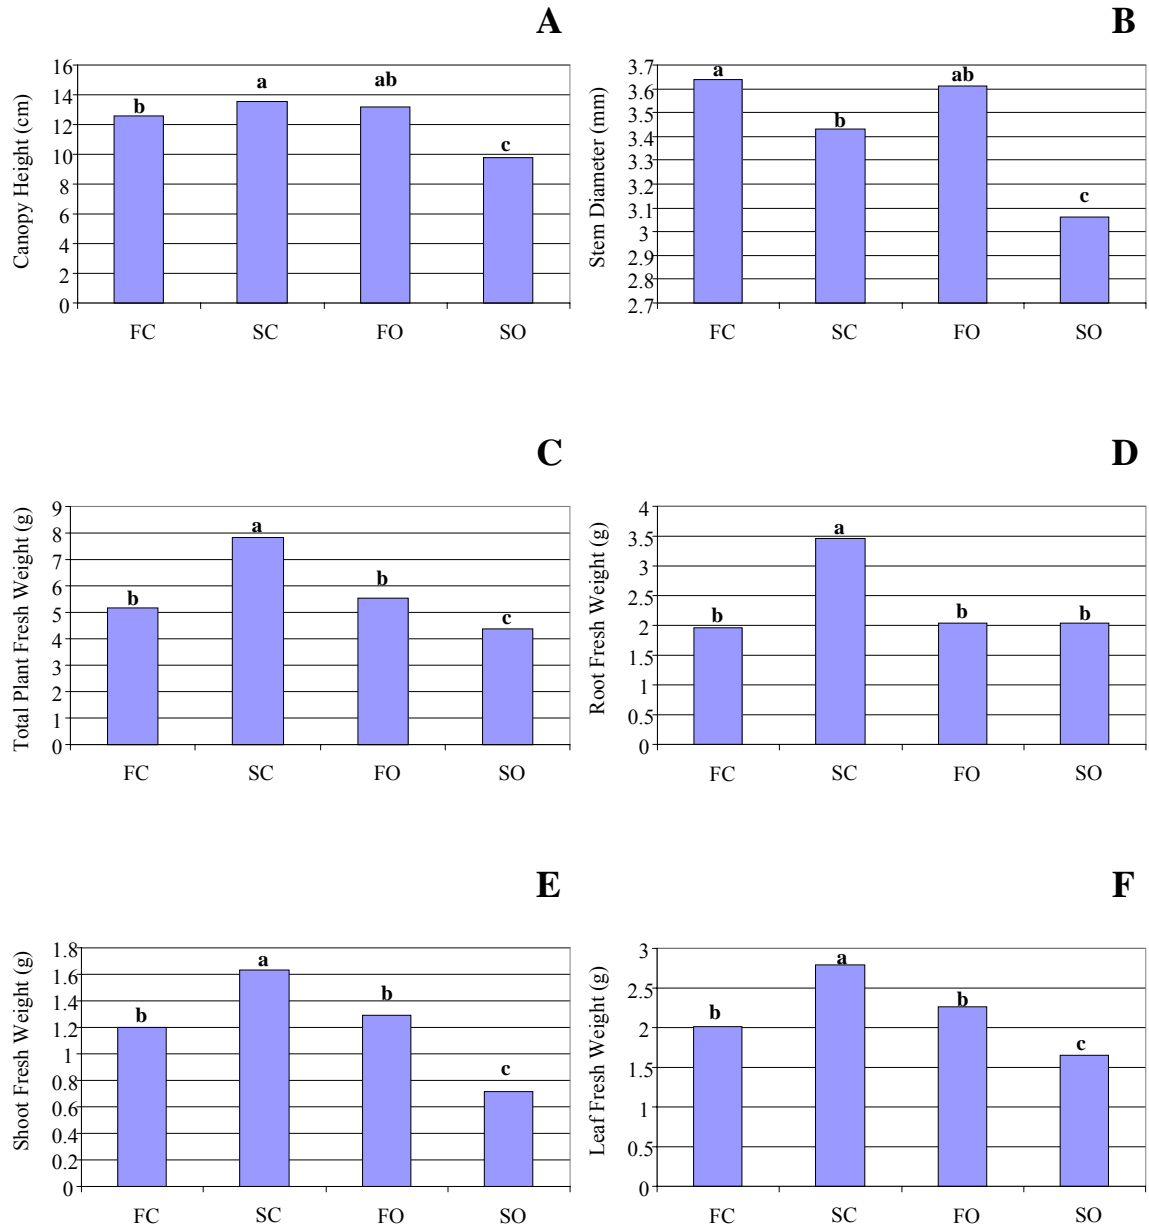 A
Canopy Height (cm)
16
14
12
10
8
6
4
2
0
b
a
ab
c
FC
SC
FO
SO
B
Stem Diameter (mm)
3.7
3.6
3.5
3.4
3.3
3.2
3.1
3
2.9
2.8
2.7
a
b
ab
c
FC
SC
FO
SO
C
Total Plant Fresh Weight (g)
9
8
7
6
5
4
3
2
1
0
b
a
b
c
FC
SC
FO
SO
D
Root Fresh Weight (g)
4
3.5
3
2.5
2
1.5
1
0.5
0
b
a
b
b
FC
SC
FO
SO
E
Shoot Fresh Weight (g)
1.8
1.6
1.4
1.2
1
0.8
0.6
0.4
0.2
0
b
a
b
c
FC
SC
FO
SO
F
Leaf Fresh Weight (g)
3
2.5
2
1.5
1
0.5
0
b
a
b
c
FC
SC
FO
SO